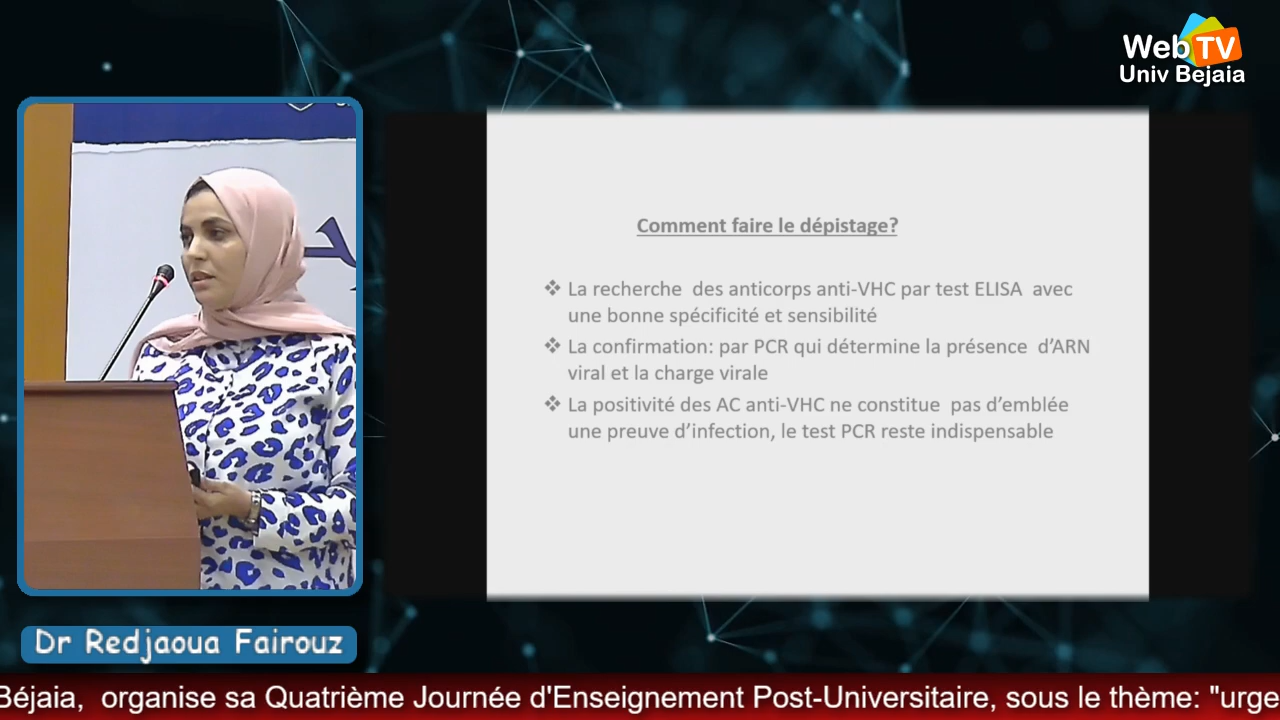 Web TV
Univ Bejaia
Comment faire le dépistage?
❖ La recherche des anticorps anti-VHC par test ELISA avec
une bonne spécificité et sensibilité
❖ La confirmation: par PCR qui détermine la présence d’ARN
viral et la charge virale
❖ La positivité des AC anti-VHC ne constitue pas d’emblée
une preuve d’infection, le test PCR reste indispensable
Dr Redjaoua Fairouz
Béjaia, organise sa Quatrième Journée d'Enseignement Post-Universitaire, sous le thème: "urge